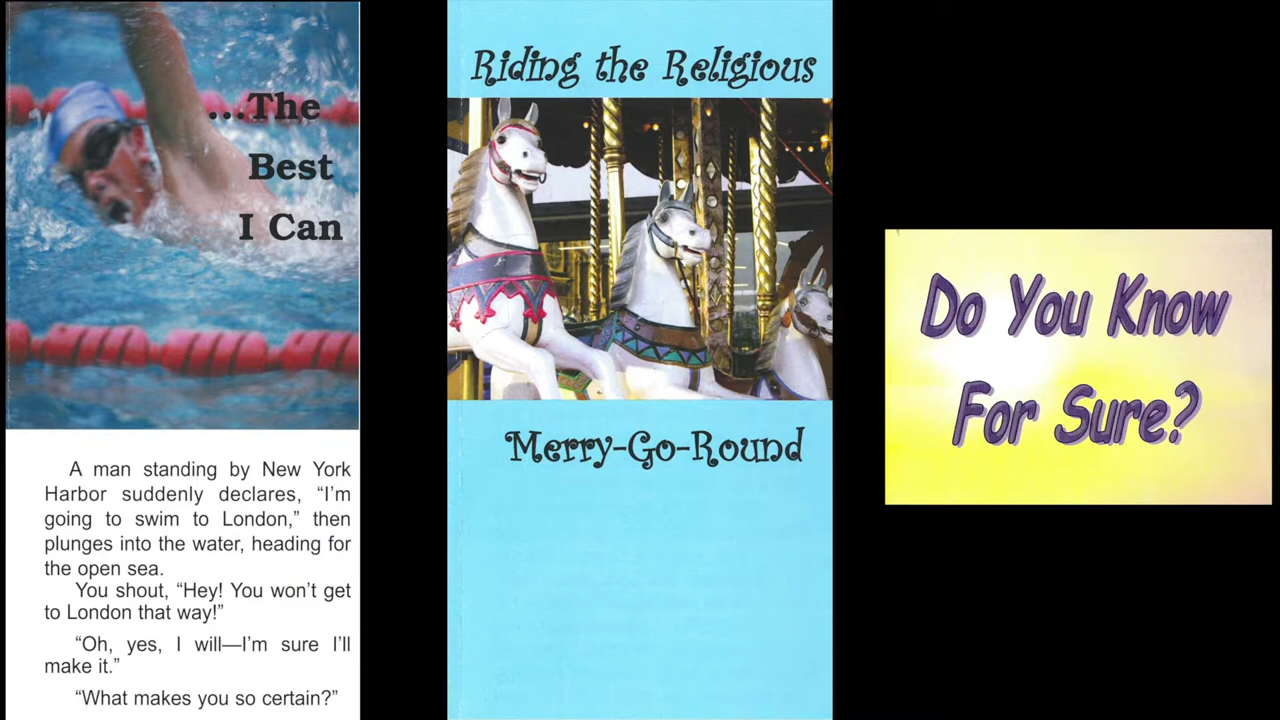 ...The
Best
I Can
A man standing by New York
Harbor suddenly declares, “I’m
going to swim to London,” then
plunges into the water, heading for
the open sea.
You shout, “Hey! You won’t get
to London that way!”
“Oh, yes, I will—I’m sure I’ll
make it.”
“What makes you so certain?”
Riding the Religious
Merry-Go-Round
Do You Know
For Sure?